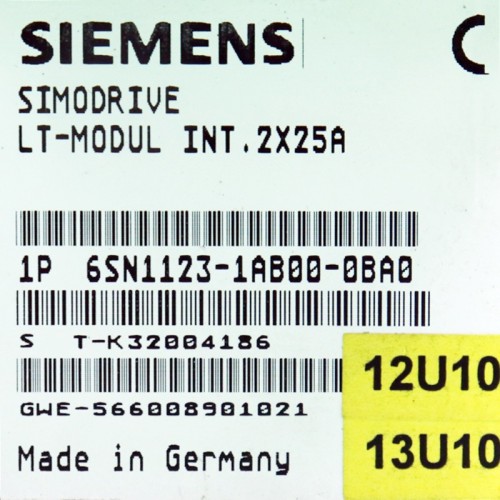 SIEMENS
SIMODRIVE
LT-MODUL INT.2X25A
1P 6SN1123-1AB00-0BA0
S T-K32004186
12U10
GWE-566008901021
13U10
Made in Germany